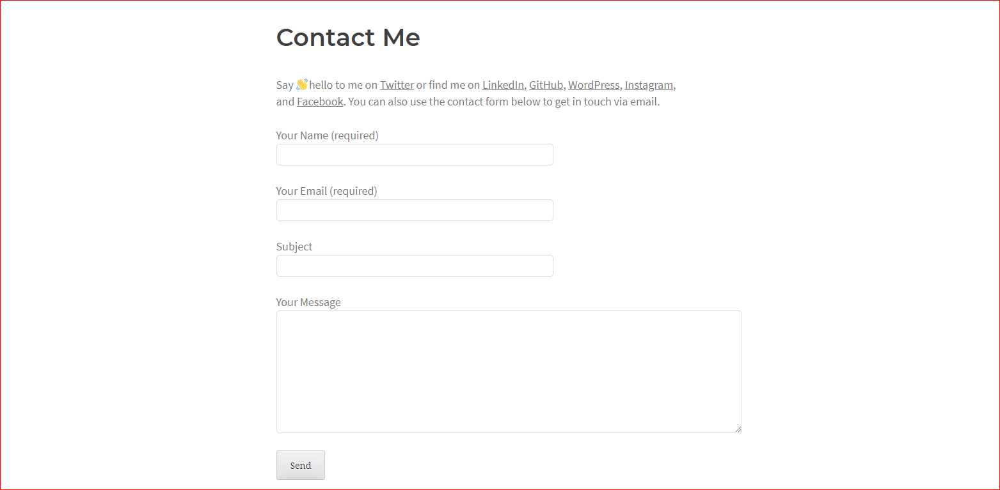 Contact Me
Say 👋 hello to me on Twitter or find me on LinkedIn, GitHub, WordPress, Instagram,
and Facebook. You can also use the contact form below to get in touch via email.
Your Name (required)
Your Email (required)
Subject
Your Message
Send